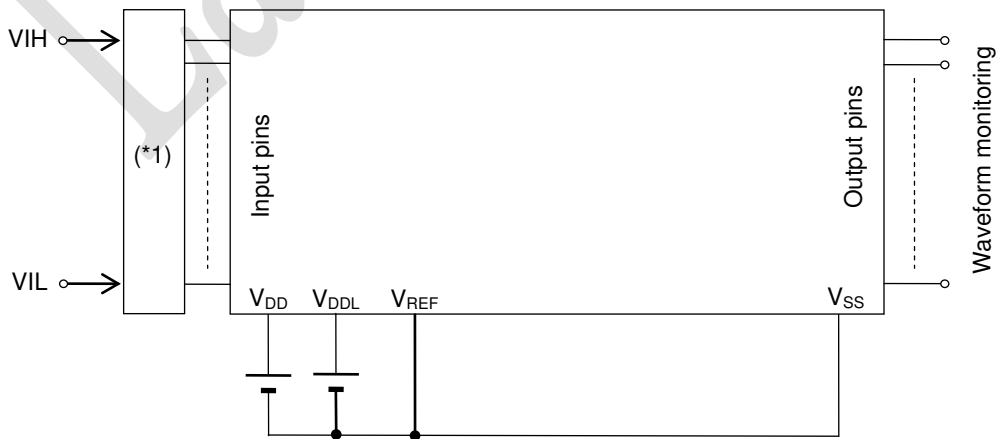 VIH
(*1)
VIL
Input pins
Output pins
Waveform monitoring
VDD
VDDL
VREF
VSS